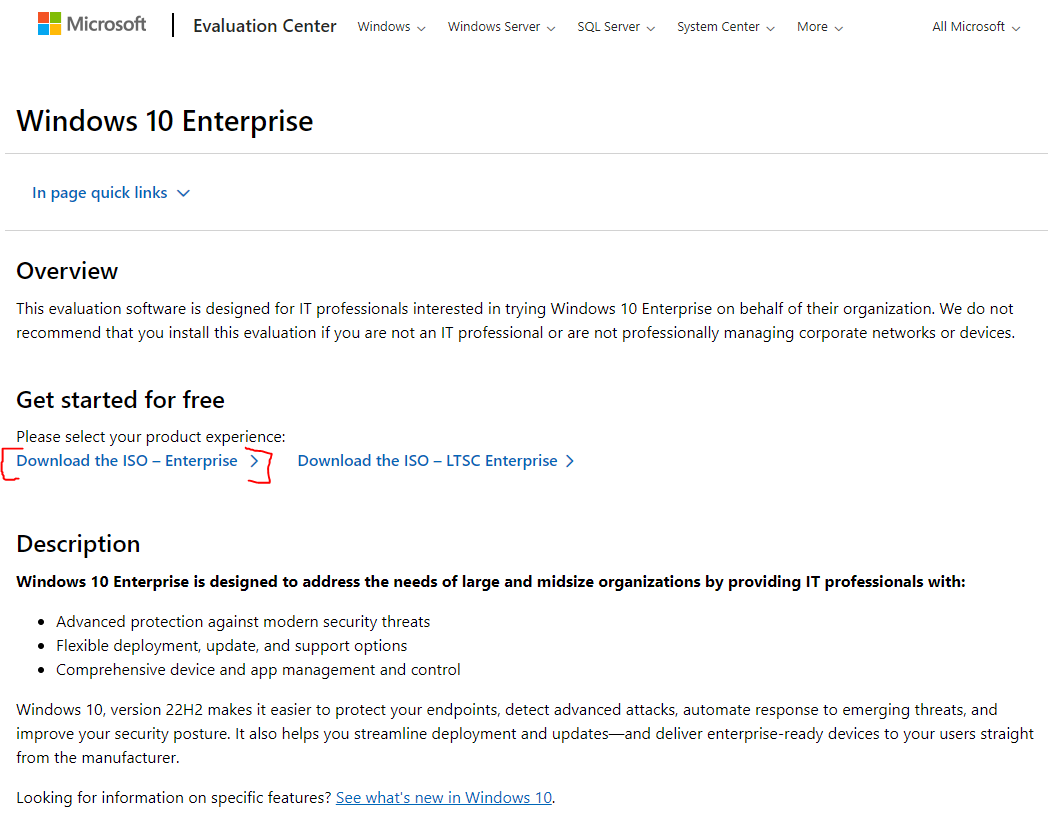 Microsoft Evaluation Center Windows Windows Server SQL Server System Center More All Microsoft
Windows 10 Enterprise
In page quick links
Overview
This evaluation software is designed for IT professionals interested in trying Windows 10 Enterprise on behalf of their organization. We do not
recommend that you install this evaluation if you are not an IT professional or are not professionally managing corporate networks or devices.
Get started for free
Please select your product experience:
Download the ISO – Enterprise Download the ISO – LTSC Enterprise
Description
Windows 10 Enterprise is designed to address the needs of large and midsize organizations by providing IT professionals with:
• Advanced protection against modern security threats
• Flexible deployment, update, and support options
• Comprehensive device and app management and control
Windows 10, version 22H2 makes it easier to protect your endpoints, detect advanced attacks, automate response to emerging threats, and
improve your security posture. It also helps you streamline deployment and updates—and deliver enterprise-ready devices to your users straight
from the manufacturer.
Looking for information on specific features? See what's new in Windows 10.